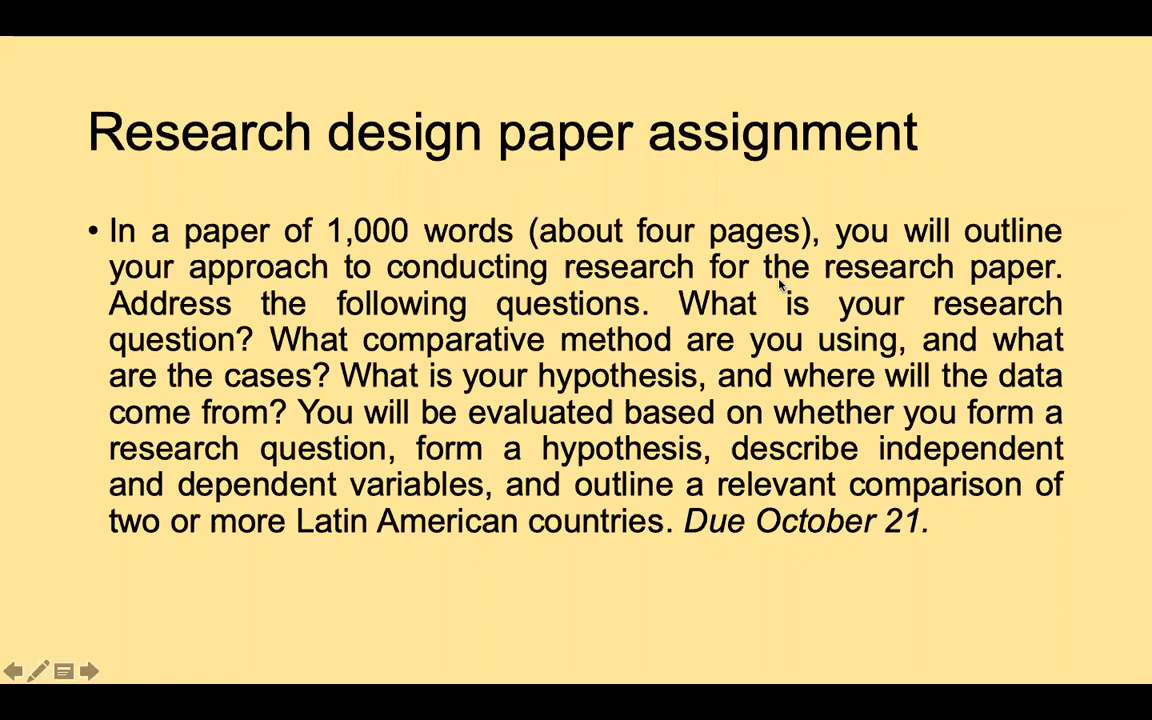 Research design paper assignment
• In a paper of 1,000 words (about four pages), you will outline
your approach to conducting research for the research paper.
Address the following questions. What is your research
question? What comparative method are you using, and what
are the cases? What is your hypothesis, and where will the data
come from? You will be evaluated based on whether you form a
research question, form a hypothesis, describe independent
and dependent variables, and outline a relevant comparison of
two or more Latin American countries. Due October 21.